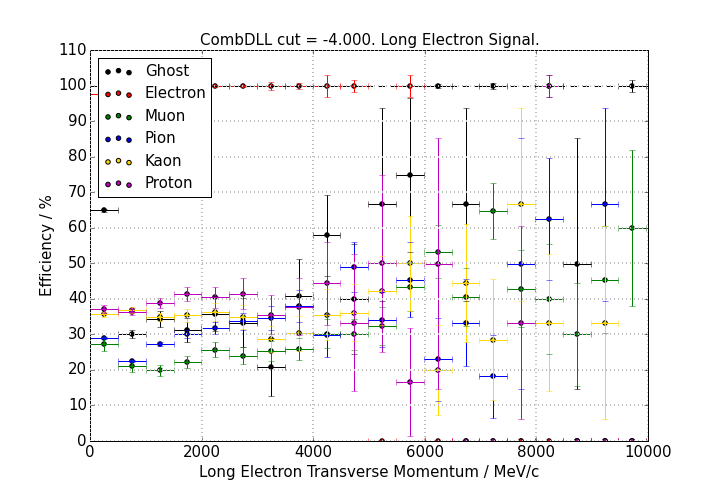 CombDLL cut = -4.000. Long Electron Signal.
110
100
90
80
70
60
50
40
30
20
10
0
Efficiency / %
Ghost
Electron
Muon
Pion
Kaon
Proton
0 2000 4000 6000 8000 10000
Long Electron Transverse Momentum / MeV/c